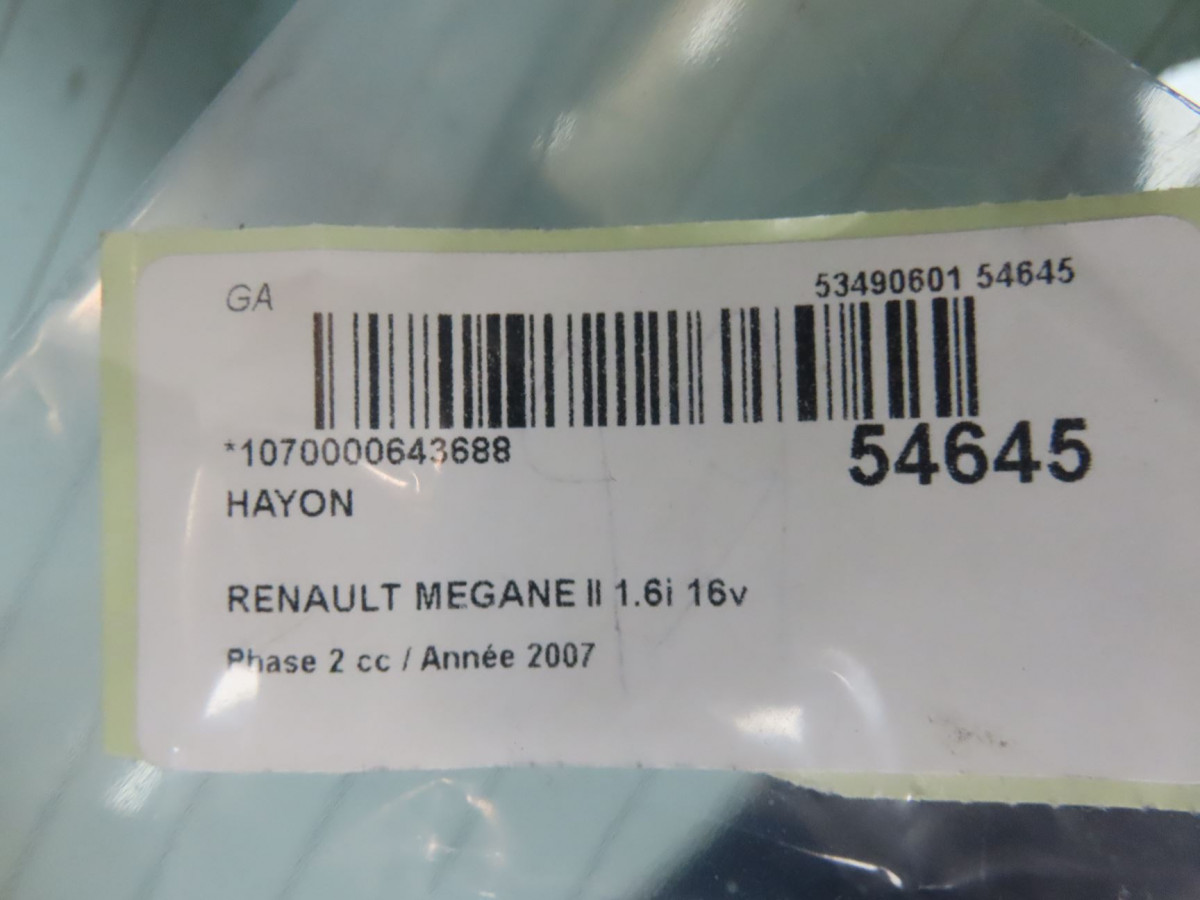 GA
53490601 54645
*1070000643688
54645
HAYON
RENAULT MEGANE II 1.6i 16v
Phase 2 cc / Année 2007